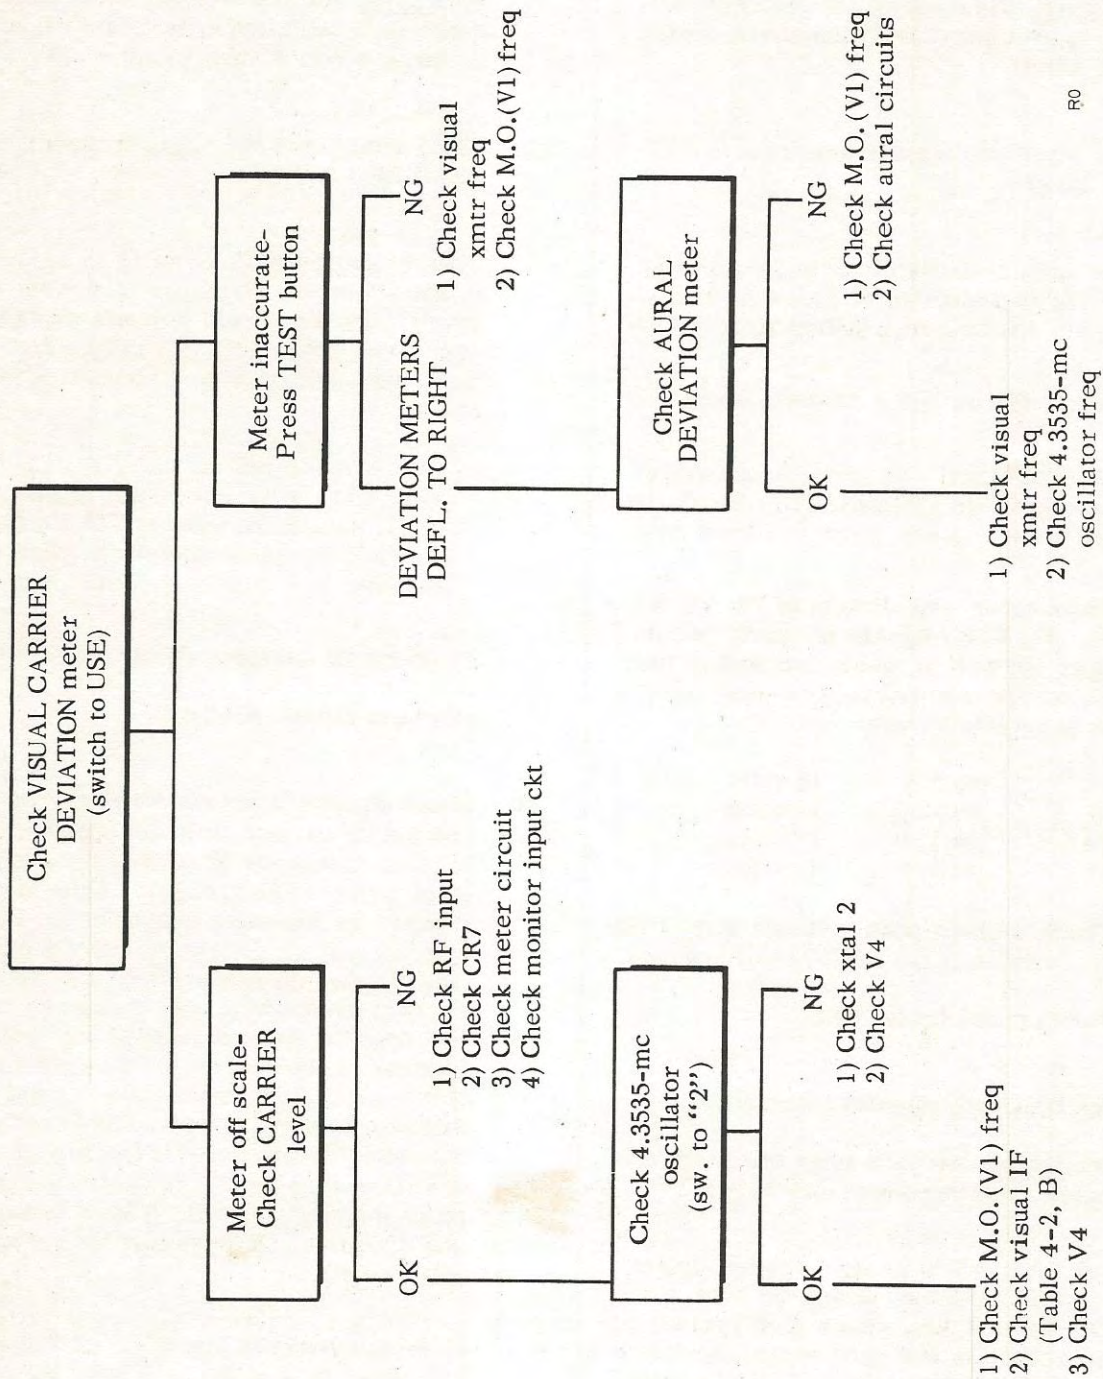 Check VISUAL CARRIER
DEVIATION meter
(switch to USE)
Meter off scale-
Check CARRIER
level
OK
NG
1) Check RF input
2) Check CR7
3) Check meter circuit
4) Check monitor input ckt
Check 4.3535-mc
oscillator
(sw. to "2")
OK
NG
1) Check xtal 2
2) Check V4
1) Check M.O. (V1) freq
2) Check visual IF
(Table 4-2, B)
3) Check V4
Meter inaccurate-
Press TEST button
DEVIATION METERS
DEFL. TO RIGHT
NG
1) Check visual
xmtr freq
2) Check M.O. (V1) freq
Check AURAL
DEVIATION meter
OK
NG
1) Check M.O. (V1) freq
2) Check aural circuits
1) Check visual
xmtr freq
2) Check 4.3535-mc
oscillator freq
R0